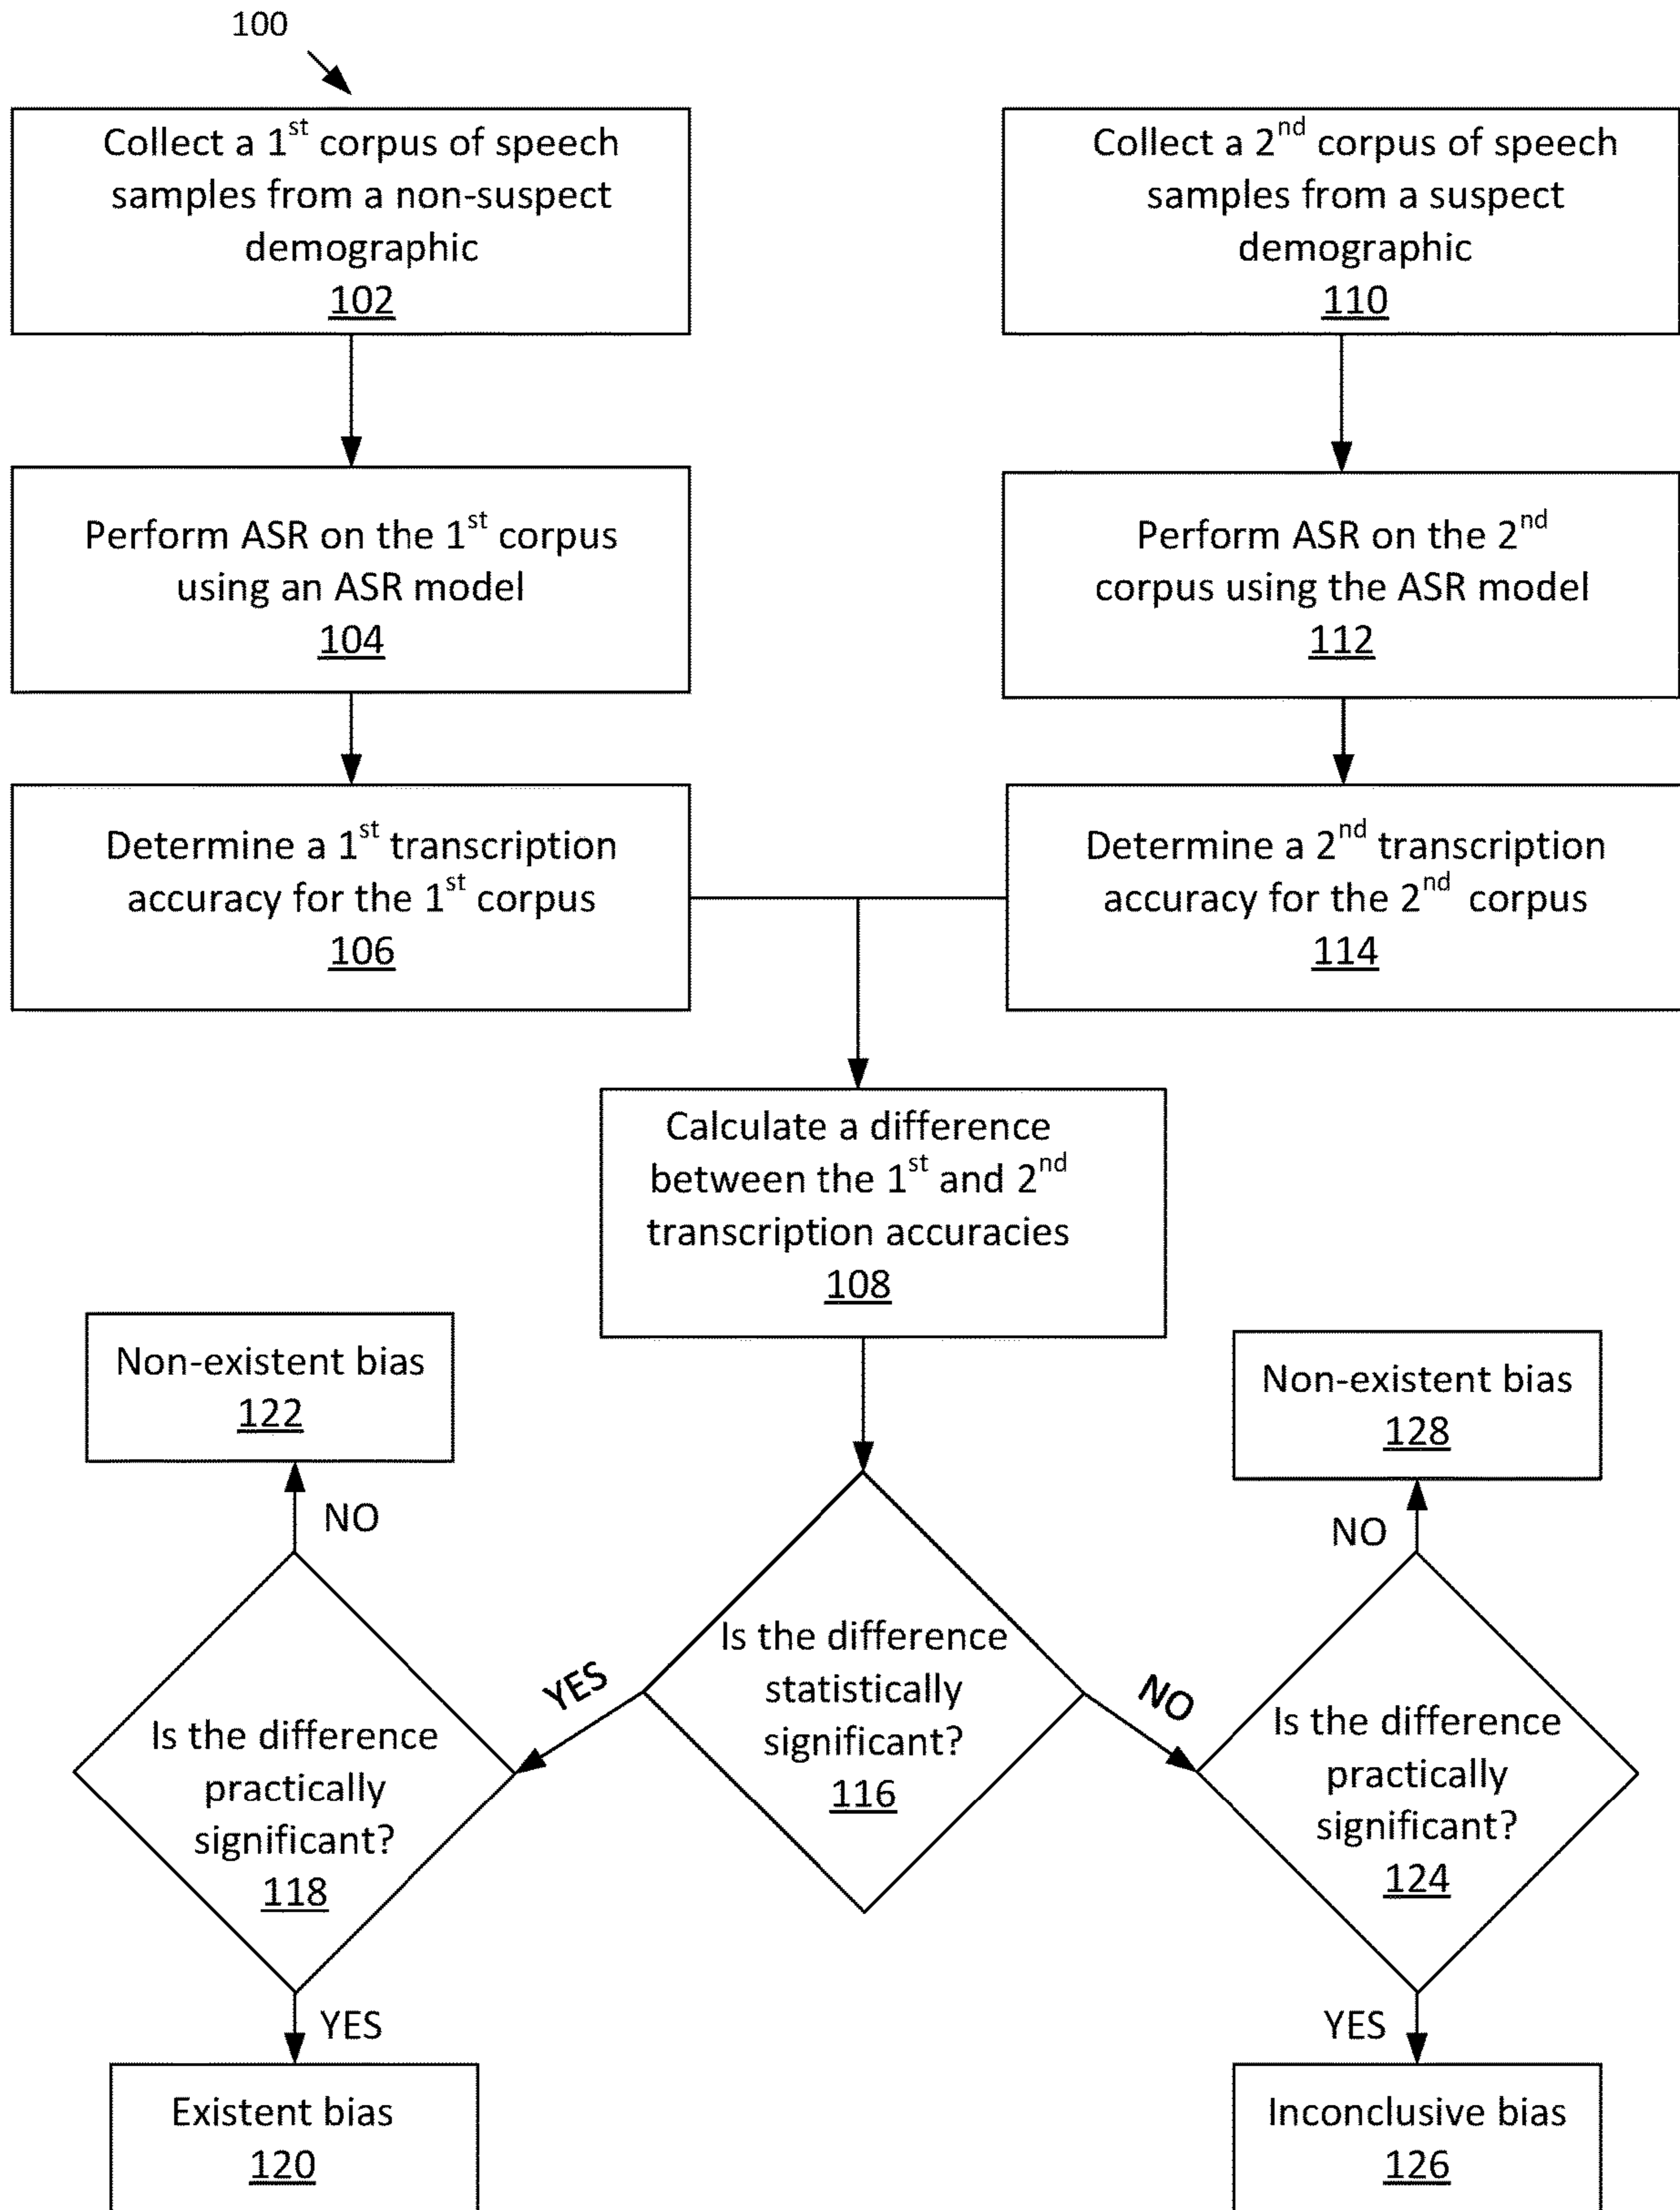 100
Collect a 1st corpus of speech
samples from a non-suspect
demographic
102
Collect a 2nd corpus of speech
samples from a suspect
demographic
110
Perform ASR on the 1st corpus
using an ASR model
104
Perform ASR on the 2nd
corpus using the ASR model
112
Determine a 1st transcription
accuracy for the 1st corpus
106
Determine a 2nd transcription
accuracy for the 2nd corpus
114
Calculate a difference
between the 1st and 2nd
transcription accuracies
108
Non-existent bias
122
Non-existent bias
128
NO
NO
Is the difference
statistically
significant?
116
YES
NO
Is the difference
practically
significant?
118
Is the difference
practically
significant?
124
YES
YES
Existent bias
120
Inconclusive bias
126